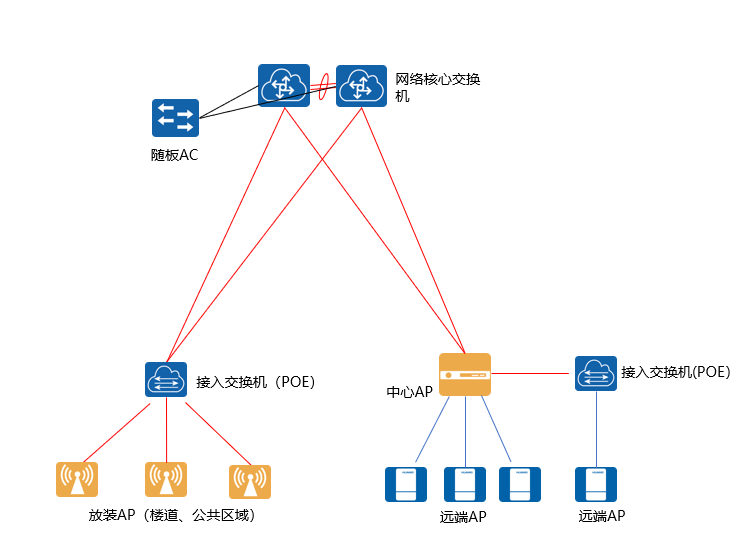 网络核心交换
机
随板AC
接入交换机（POE）
中心AP
接入交换机(POE)
放装AP（楼道、公共区域）
远端AP
远端AP